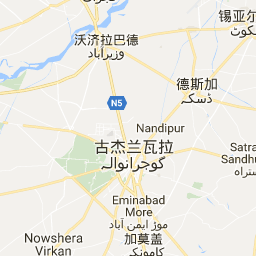 锡亚尔
سیالکوٹ
沃济拉巴德
وزیرآباد
德斯加
ڈسکہ
N5
Nandipur
古杰兰瓦拉
گوجرانوالہ
Satra
Sandhu
ستراہ
Eminabad
More
موڑ ایمن آباد
Nowshera
Virkan
加莫盖
کامونکے